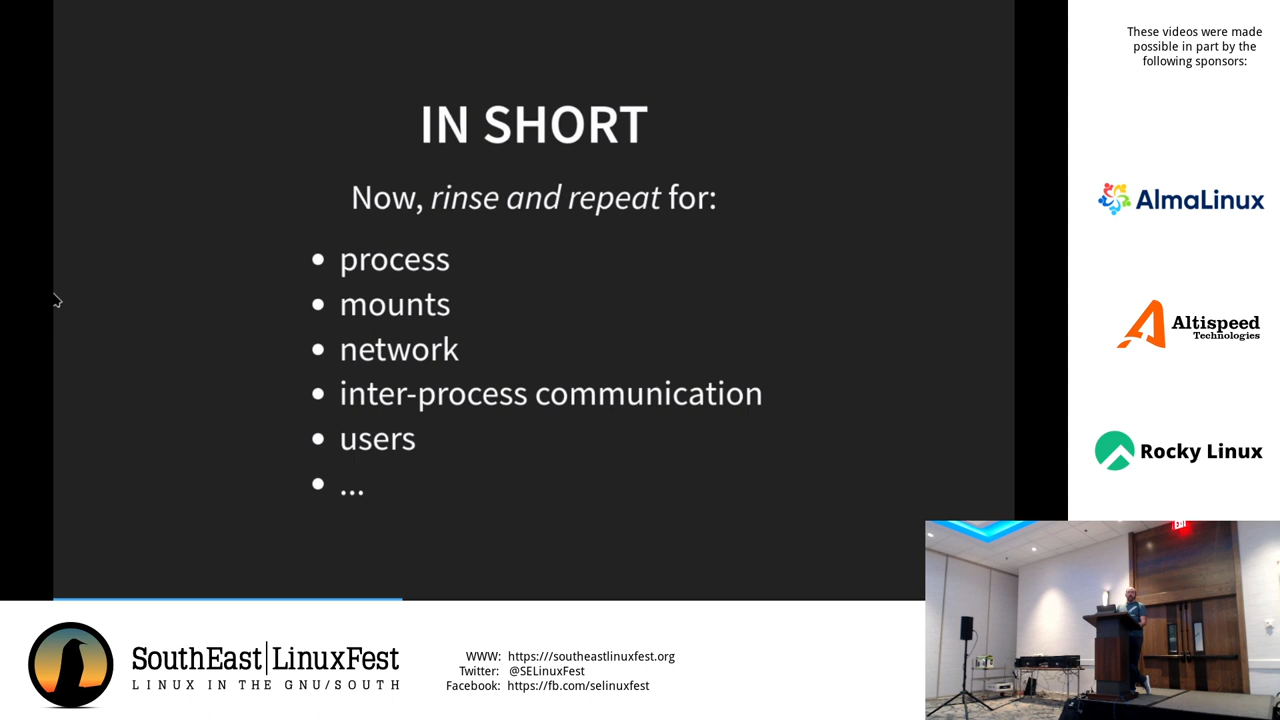 IN SHORT
Now, rinse and repeat for:
• process
• mounts
• network
• inter-process communication
• users
• ...
These videos were made
possible in part by the
following sponsors:
AlmaLinux
Altispeed
Technologies
Rocky Linux
EXIT
SouthEast|LinuxFest
LINUX IN THE GNU/SOUTH
WWW: https:///southeastlinuxfest.org
Twitter: @SELinuxFest
Facebook: https://fb.com/selinuxfest